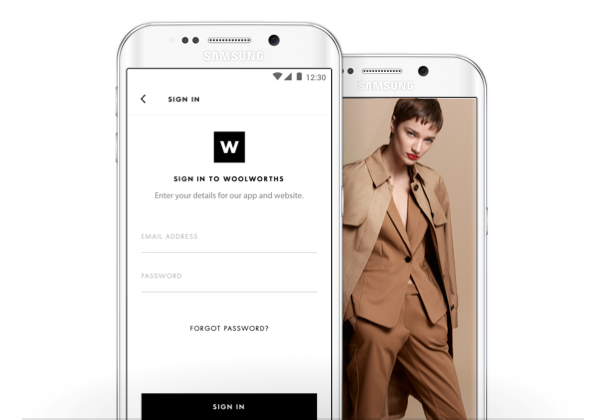 SAMSUNG
12:30
SIGN IN
W
SIGN IN TO WOOLWORTHS
Enter your details for our app and website.
EMAIL ADDRESS
PASSWORD
FORGOT PASSWORD?
SIGN IN
SAMSUNG